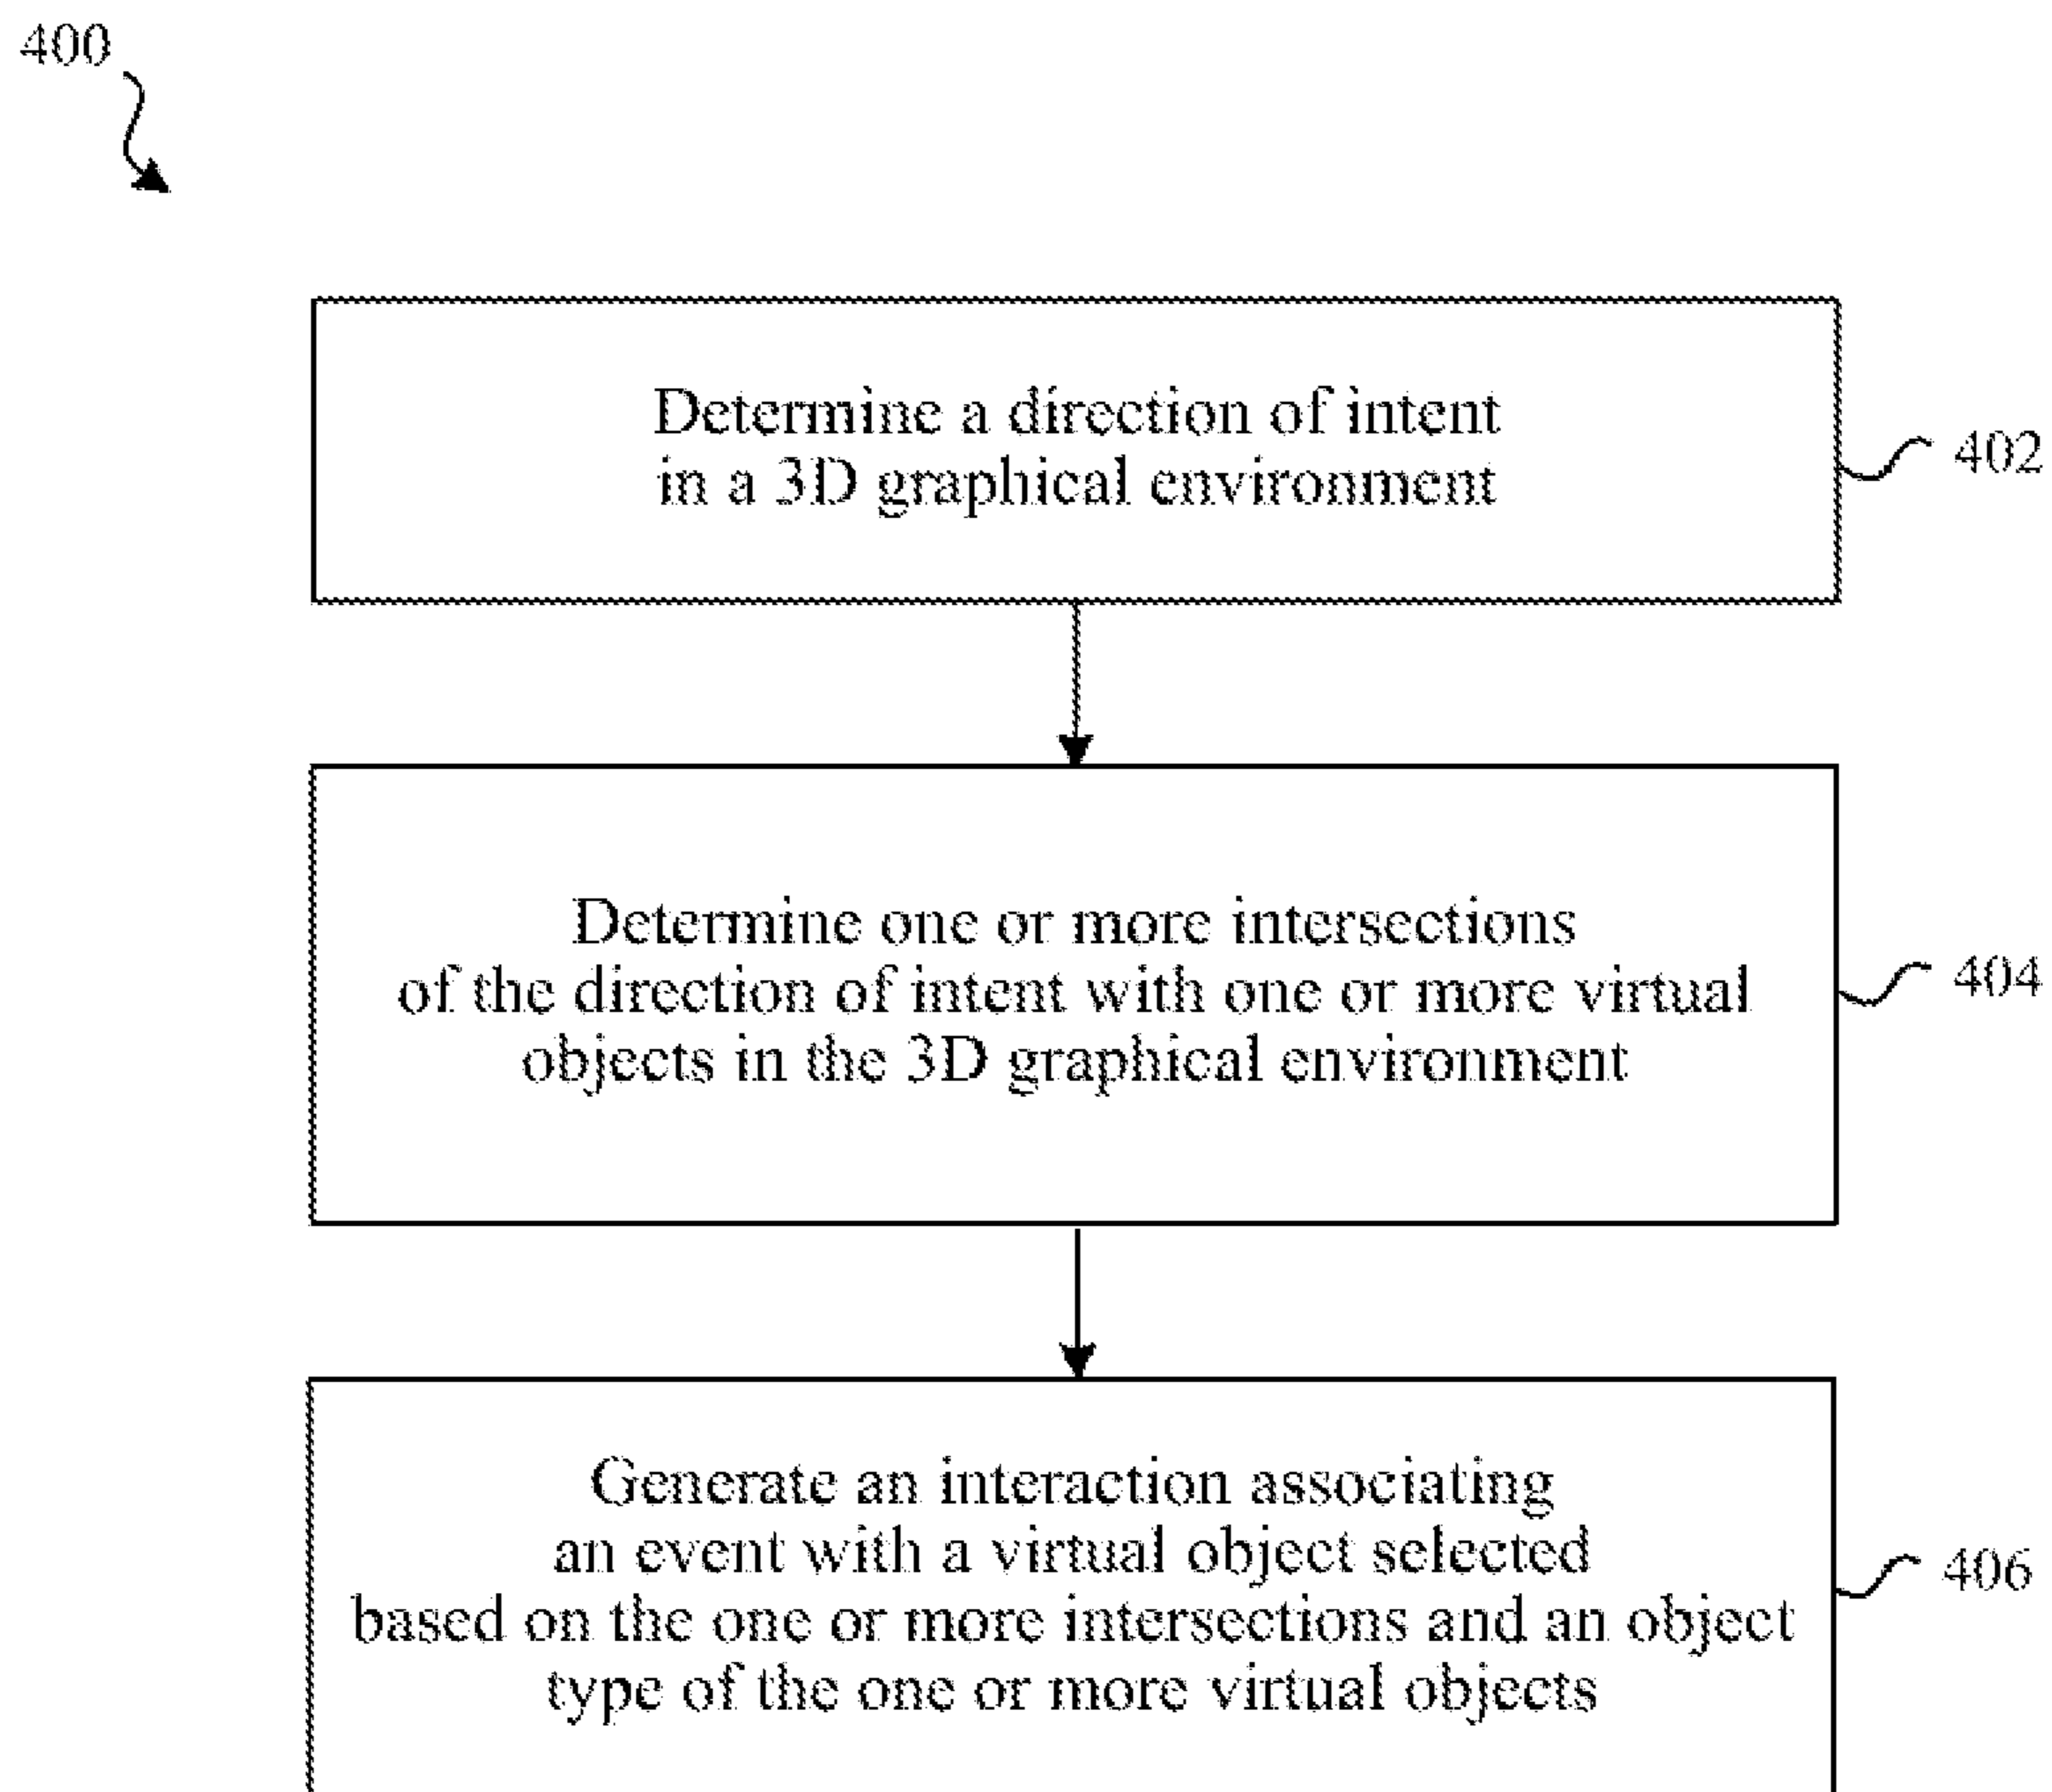 400
Determine a direction of intent
in a 3D graphical environment
402
Determine one or more intersections
of the direction of intent with one or more virtual
objects in the 3D graphical environment
404
Generate an interaction associating
an event with a virtual object selected
based on the one or more intersections and an object
type of the one or more virtual objects
406